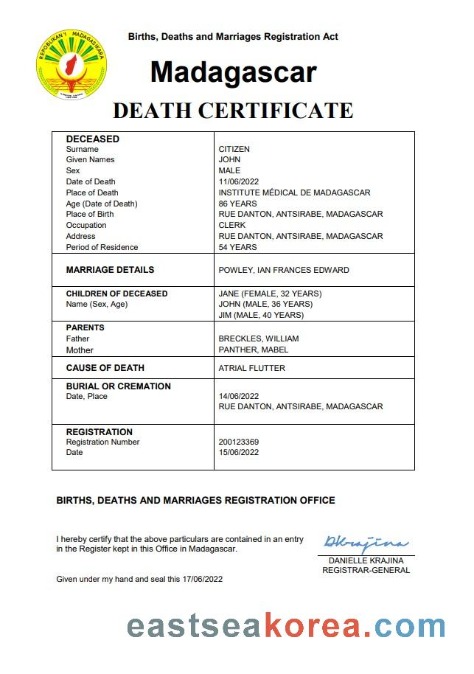 REPOBLIKAN'I MADAGASIKARA
Births, Deaths and Marriages Registration Act
Madagascar
DEATH CERTIFICATE
DECEASED
Surname CITIZEN
Given Names JOHN
Sex MALE
Date of Death 11/06/2022
Place of Death INSTITUTE MÉDICAL DE MADAGASCAR
Age (Date of Death) 86 YEARS
Place of Birth RUE DANTON, ANTSIRABE, MADAGASCAR
Occupation CLERK
Address RUE DANTON, ANTSIRABE, MADAGASCAR
Period of Residence 54 YEARS
MARRIAGE DETAILS POWLEY, IAN FRANCES EDWARD
CHILDREN OF DECEASED JANE (FEMALE, 32 YEARS)
Name (Sex, Age) JOHN (MALE, 36 YEARS)
JIM (MALE, 40 YEARS)
PARENTS
Father BRECKLES, WILLIAM
Mother PANTHER, MABEL
CAUSE OF DEATH ATRIAL FLUTTER
BURIAL OR CREMATION
Date, Place 14/06/2022
RUE DANTON, ANTSIRABE, MADAGASCAR
REGISTRATION
Registration Number 200123369
Date 15/06/2022
BIRTHS, DEATHS AND MARRIAGES REGISTRATION OFFICE
I hereby certify that the above particulars are contained in an entry
in the Register kept in this Office in Madagascar.
DKrajina
DANIELLE KRAJINA
REGISTRAR-GENERAL
Given under my hand and seal this 17/06/2022
eastseakorea.com